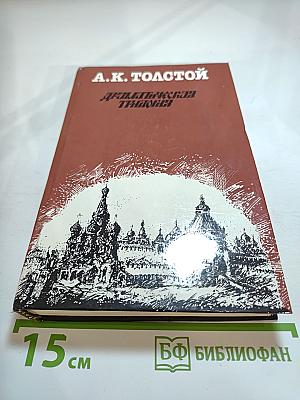 А.К. ТОЛСТОЙ
ДРАМАТИЧЕСКАЯ
ТРИЛОГИЯ
15 см
БФ БИБЛИОФАН